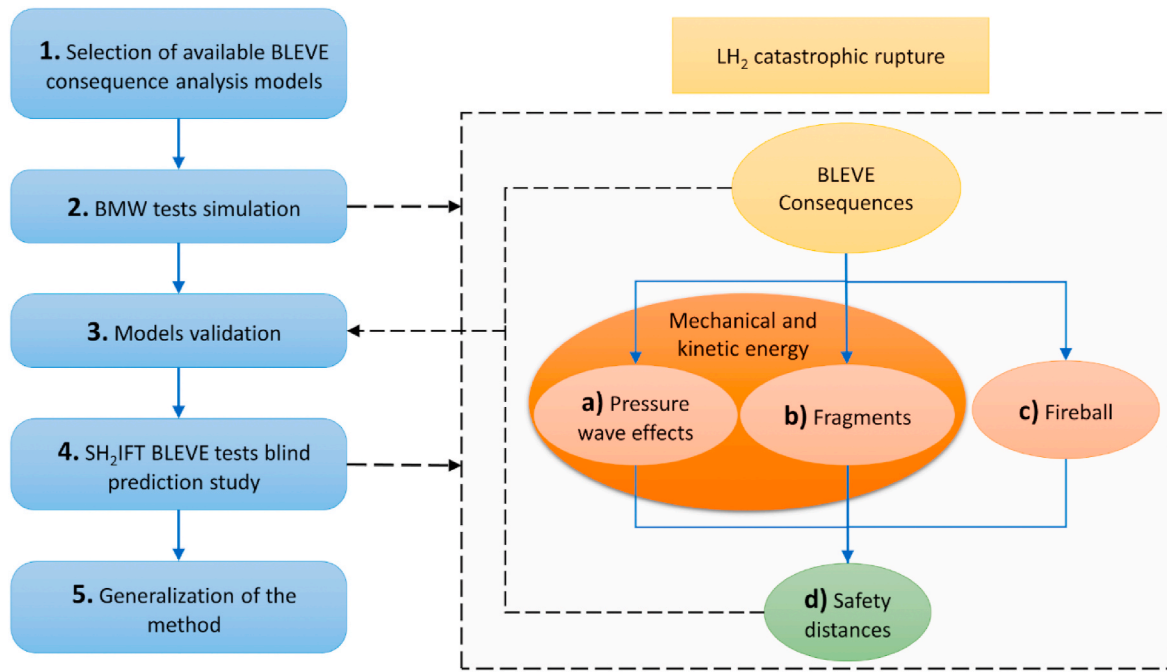 1. Selection of available BLEVE
consequence analysis models
2. BMW tests simulation
3. Models validation
4. SH₂IFT BLEVE tests blind
prediction study
5. Generalization of the
method
LH₂ catastrophic rupture
BLEVE
Consequences
Mechanical and
kinetic energy
a) Pressure
wave effects
b) Fragments
c) Fireball
d) Safety
distances